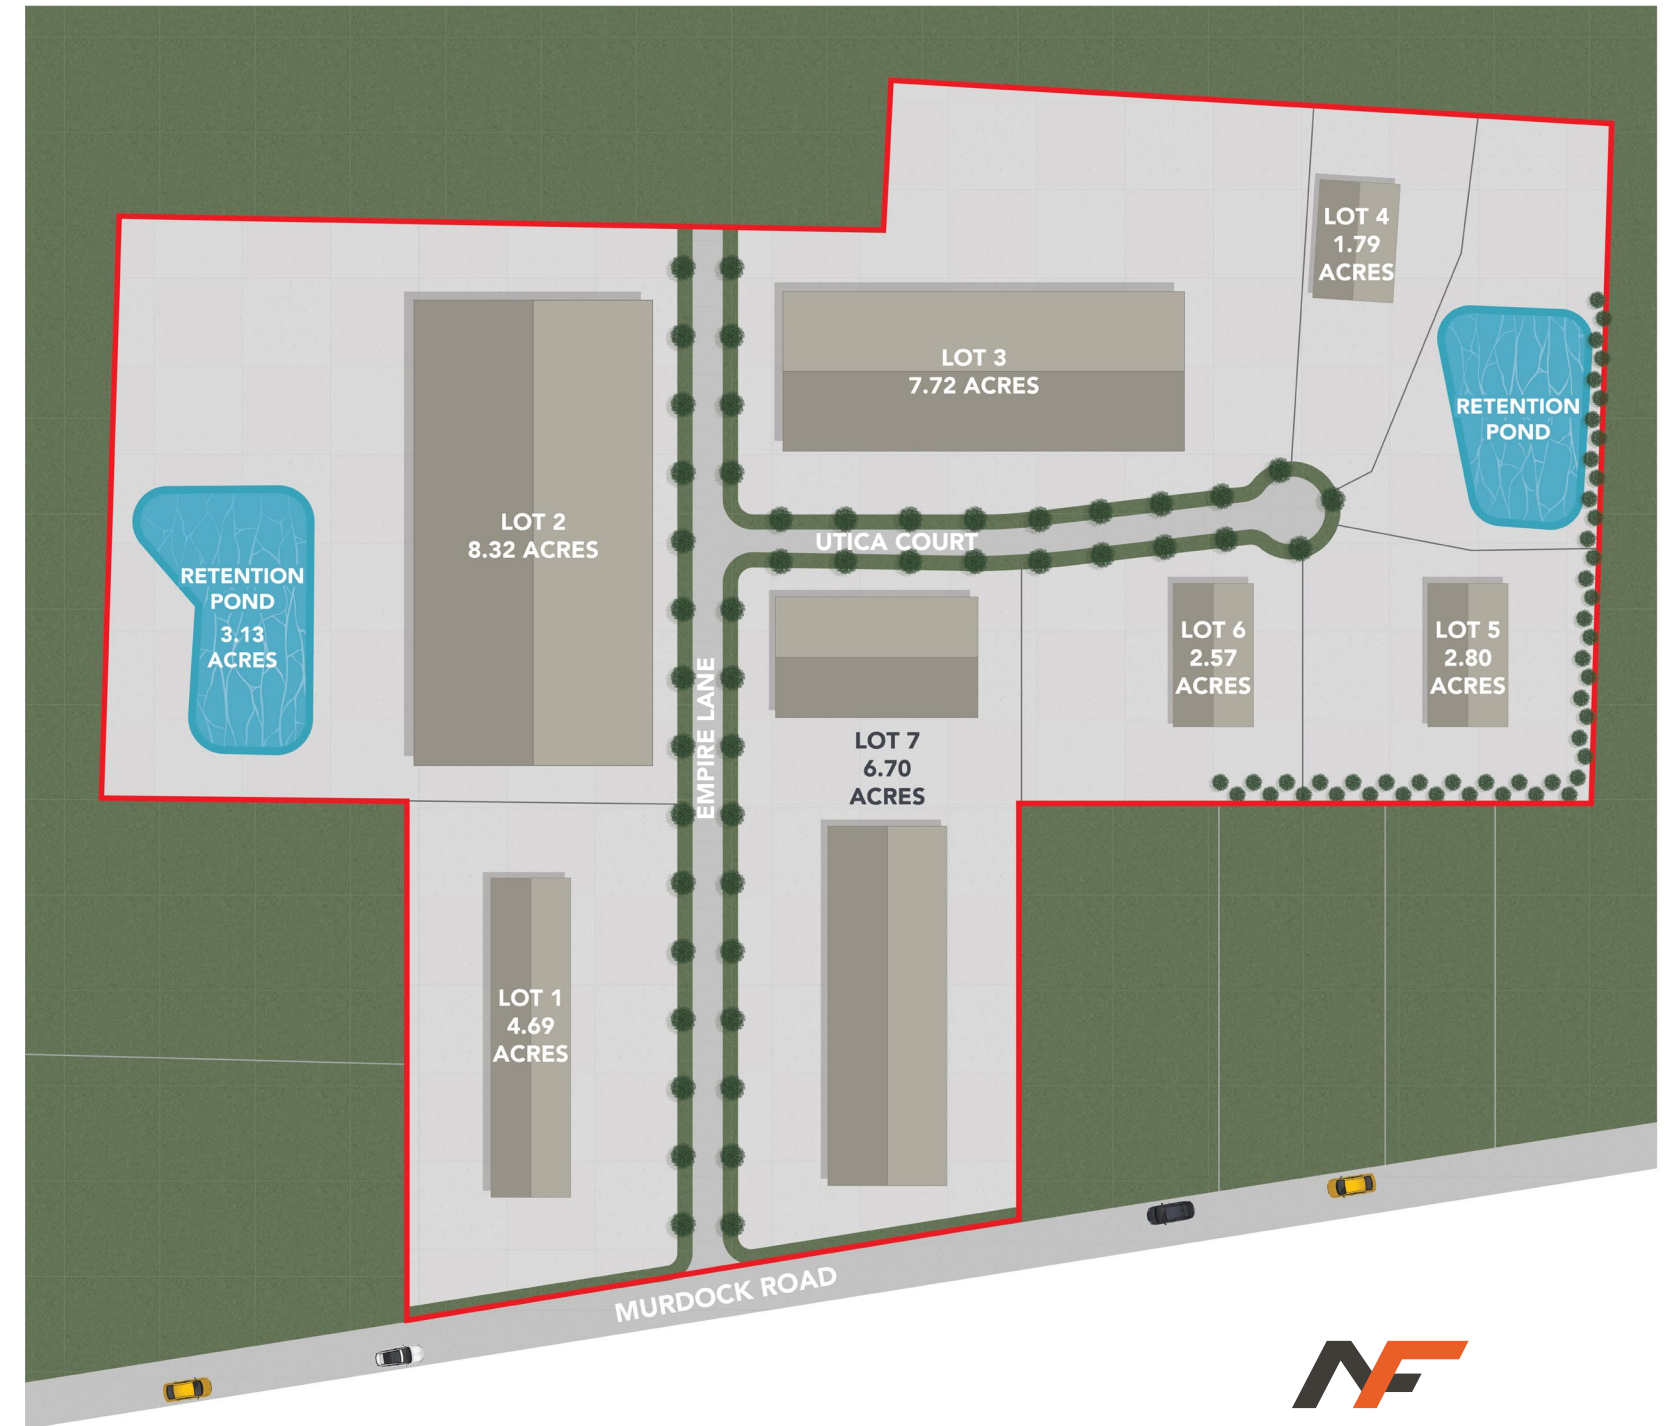 LOT 4
1.79
ACRES
LOT 3
7.72 ACRES
RETENTION
POND
LOT 2
8.32 ACRES
UTICA COURT
RETENTION
POND
3.13
ACRES
LOT 6
2.57
ACRES
LOT 5
2.80
ACRES
EMPIRE LANE
LOT 7
6.70
ACRES
LOT 1
4.69
ACRES
MURDOCK ROAD
NF